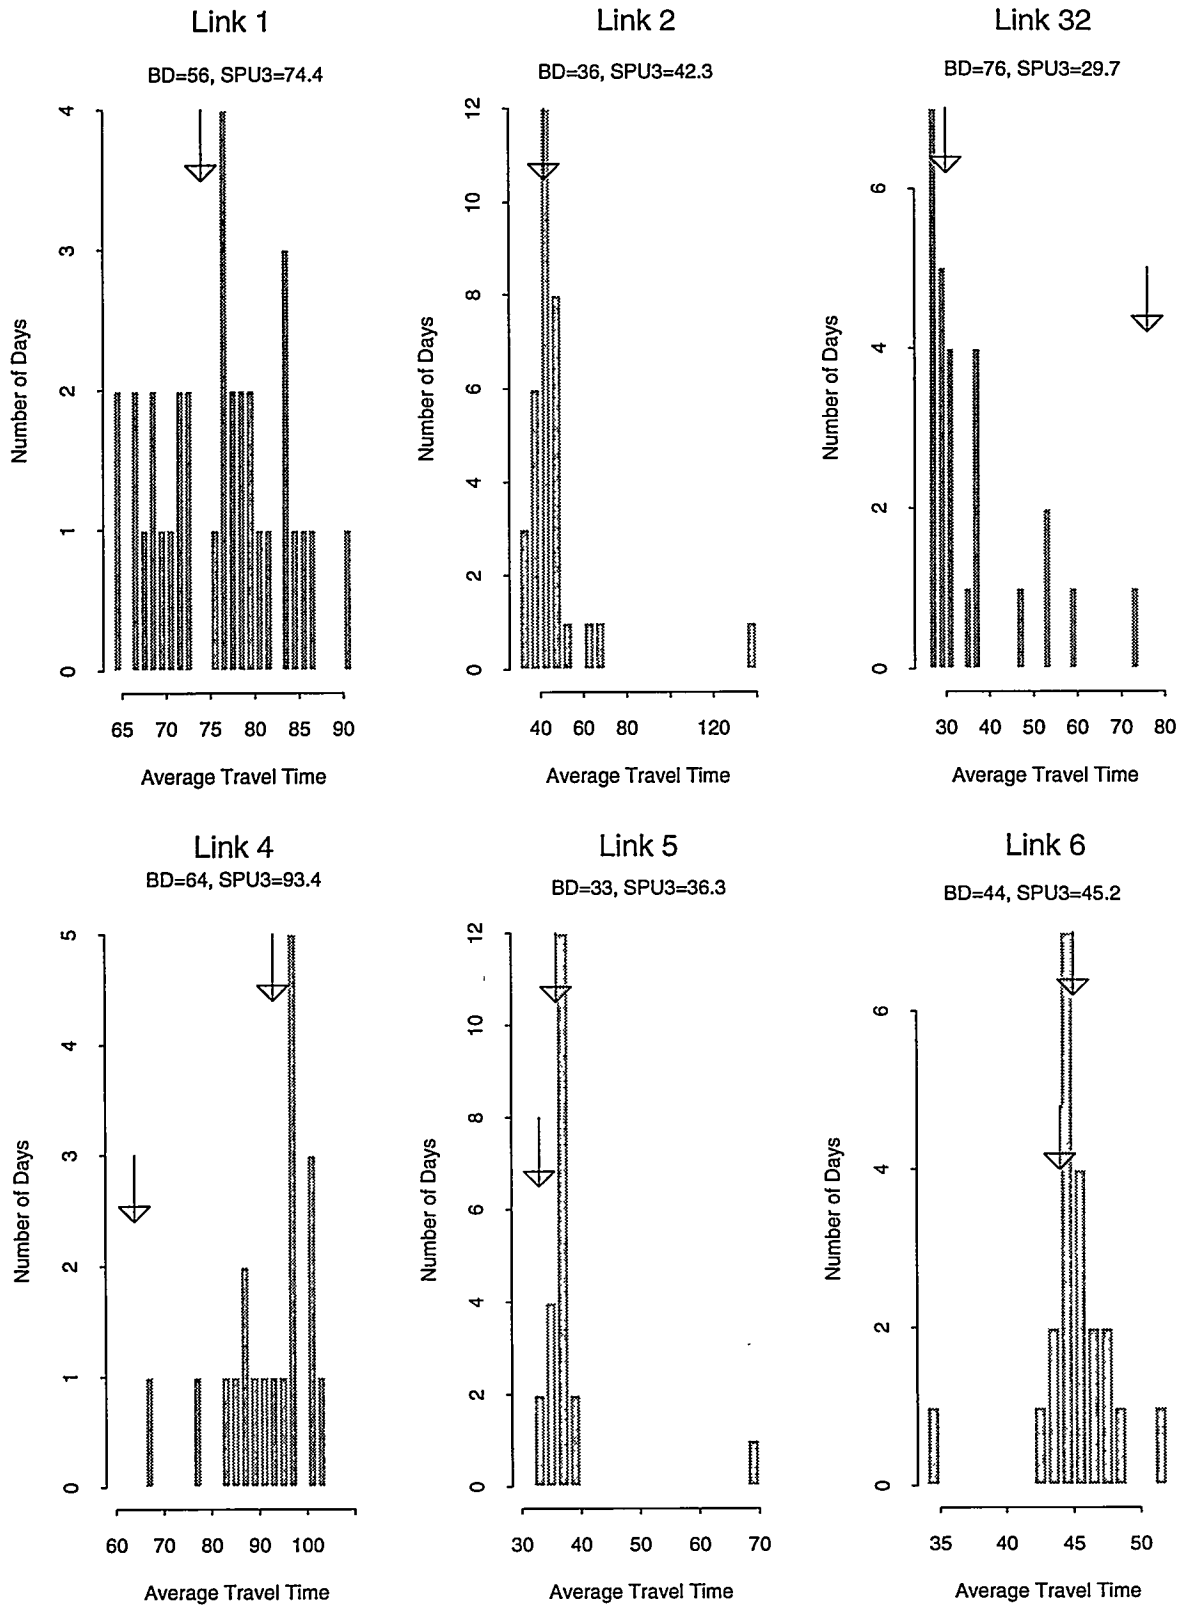 Link 1
BD=56, SPU3=74.4
4
3
2
1
0
Number of Days
65 70 75 80 85 90
Average Travel Time
Link 2
BD=36, SPU3=42.3
12
10
8
6
4
2
0
Number of Days
40 60 80 120
Average Travel Time
Link 32
BD=76, SPU3=29.7
6
4
2
0
Number of Days
30 40 50 60 70 80
Average Travel Time
Link 4
BD=64, SPU3=93.4
5
4
3
2
1
0
Number of Days
60 70 80 90 100
Average Travel Time
Link 5
BD=33, SPU3=36.3
12
10
8
6
4
2
0
Number of Days
30 40 50 60 70
Average Travel Time
Link 6
BD=44, SPU3=45.2
6
4
2
0
Number of Days
35 40 45 50
Average Travel Time